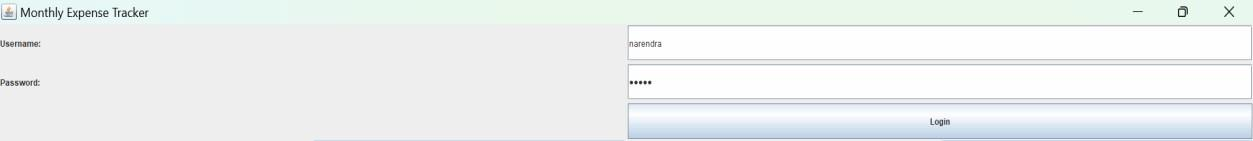 Monthly Expense Tracker
Username:
narendra
Password:
•••••
Login